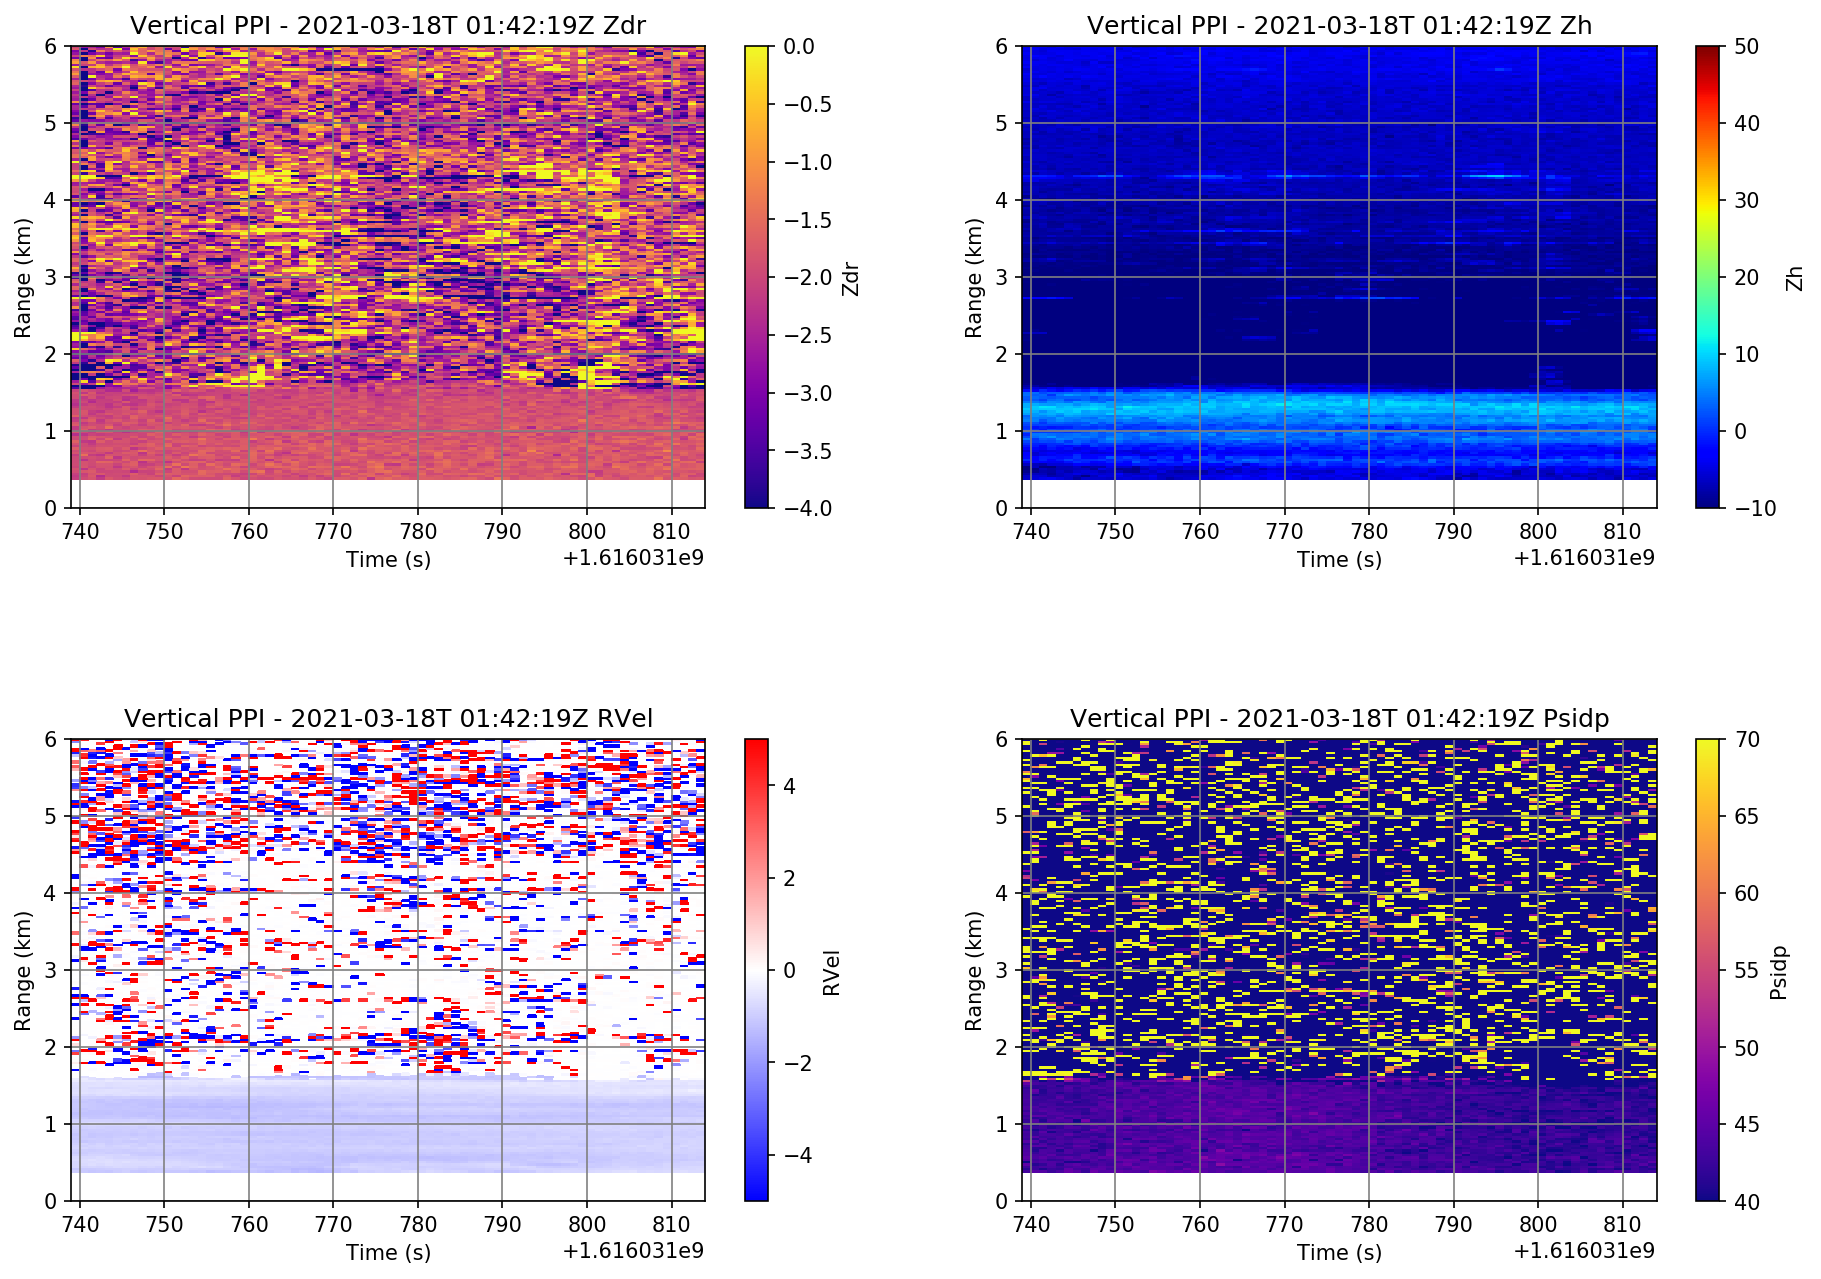 Vertical PPI - 2021-03-18T 01:42:19Z Zdr
6
5
4
3
2
1
0
Range (km)
740 750 760 770 780 790 800 810
Time (s)
+1.616031e9
0.0
−0.5
−1.0
−1.5
−2.0
−2.5
−3.0
−3.5
−4.0
Zdr
Vertical PPI - 2021-03-18T 01:42:19Z Zh
6
5
4
3
2
1
0
Range (km)
740 750 760 770 780 790 800 810
Time (s)
+1.616031e9
50
40
30
20
10
0
−10
Zh
Vertical PPI - 2021-03-18T 01:42:19Z RVel
6
5
4
3
2
1
0
Range (km)
740 750 760 770 780 790 800 810
Time (s)
+1.616031e9
4
2
0
−2
−4
RVel
Vertical PPI - 2021-03-18T 01:42:19Z Psidp
6
5
4
3
2
1
0
Range (km)
740 750 760 770 780 790 800 810
Time (s)
+1.616031e9
70
65
60
55
50
45
40
Psidp